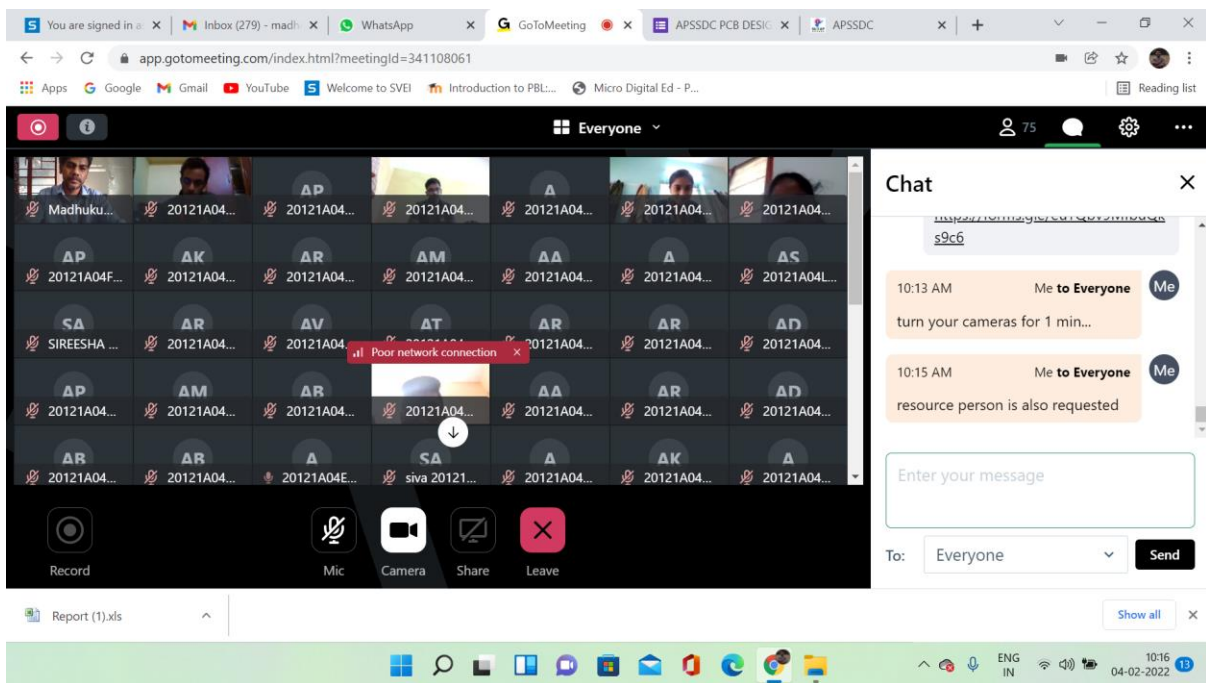 You are signed in a
Inbox (279) - madh
WhatsApp
GoToMeeting
APSSDC PCB DESIG
APSSDC
app.gotomeeting.com/index.html?meetingId=341108061
Apps Google Gmail YouTube Welcome to SVEI Introduction to PBL:... Micro Digital Ed - P... Reading list
Everyone 75
Chat
AP A
Madhuku... 20121A04... 20121A04... 20121A04... 20121A04... 20121A04... 20121A04...
AP AK AR AM AA A AS
20121A04F... 20121A04... 20121A04... 20121A04... 20121A04... 20121A04... 20121A04L...
SA AR AV AT AR AR AD
SIREESHA ... 20121A04... 20121A04... 20121A04... 20121A04... 20121A04...
Poor network connection
AP AM AB AA AR AD
20121A04... 20121A04... 20121A04... 20121A04... 20121A04... 20121A04... 20121A04...
AB AB A SA A AK A
20121A04... 20121A04... 20121A04E... siva 20121... 20121A04... 20121A04... 20121A04...
Record Mic Camera Share Leave
s9c6
10:13 AM Me to Everyone Me
turn your cameras for 1 min...
10:15 AM Me to Everyone Me
resource person is also requested
Enter your message
To: Everyone Send
Report (1).xls Show all
ENG
IN
10:16
04-02-2022
13